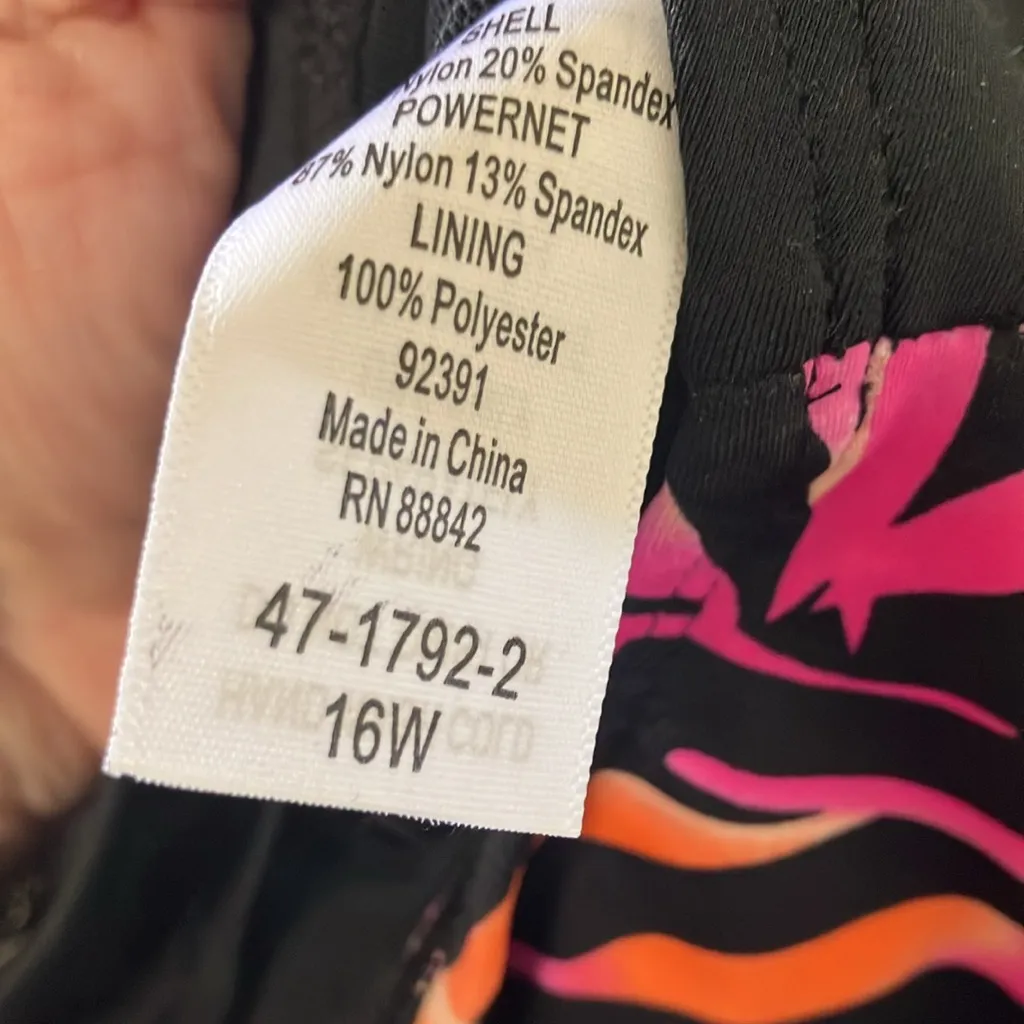 SHELL
Nylon 20% Spandex
POWERNET
87% Nylon 13% Spandex
LINING
100% Polyester
92391
Made in China
RN 88842
47-1792-2
16W